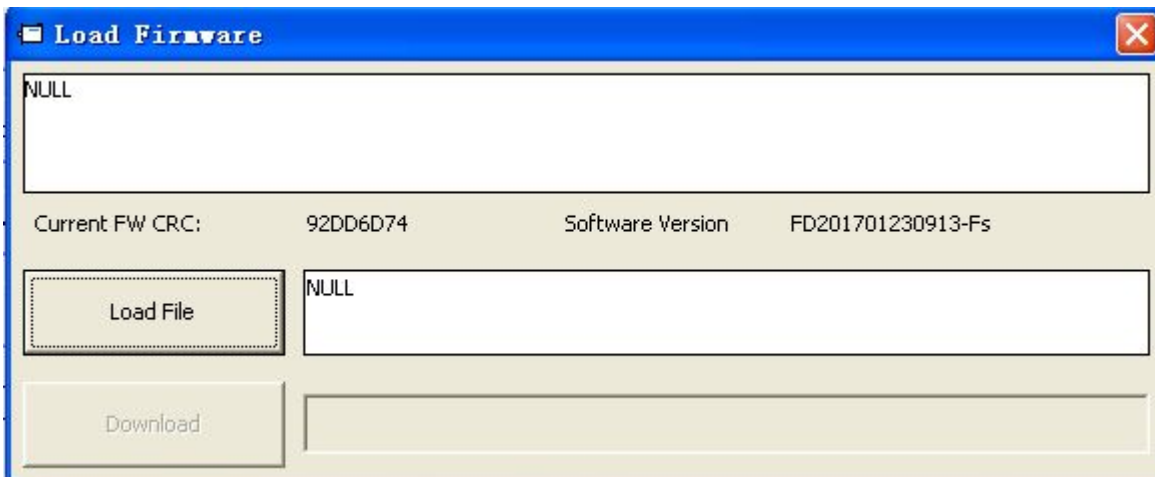 Load Firmware
NULL
Current FW CRC: 92DD6D74 Software Version FD201701230913-Fs
Load File NULL
Download